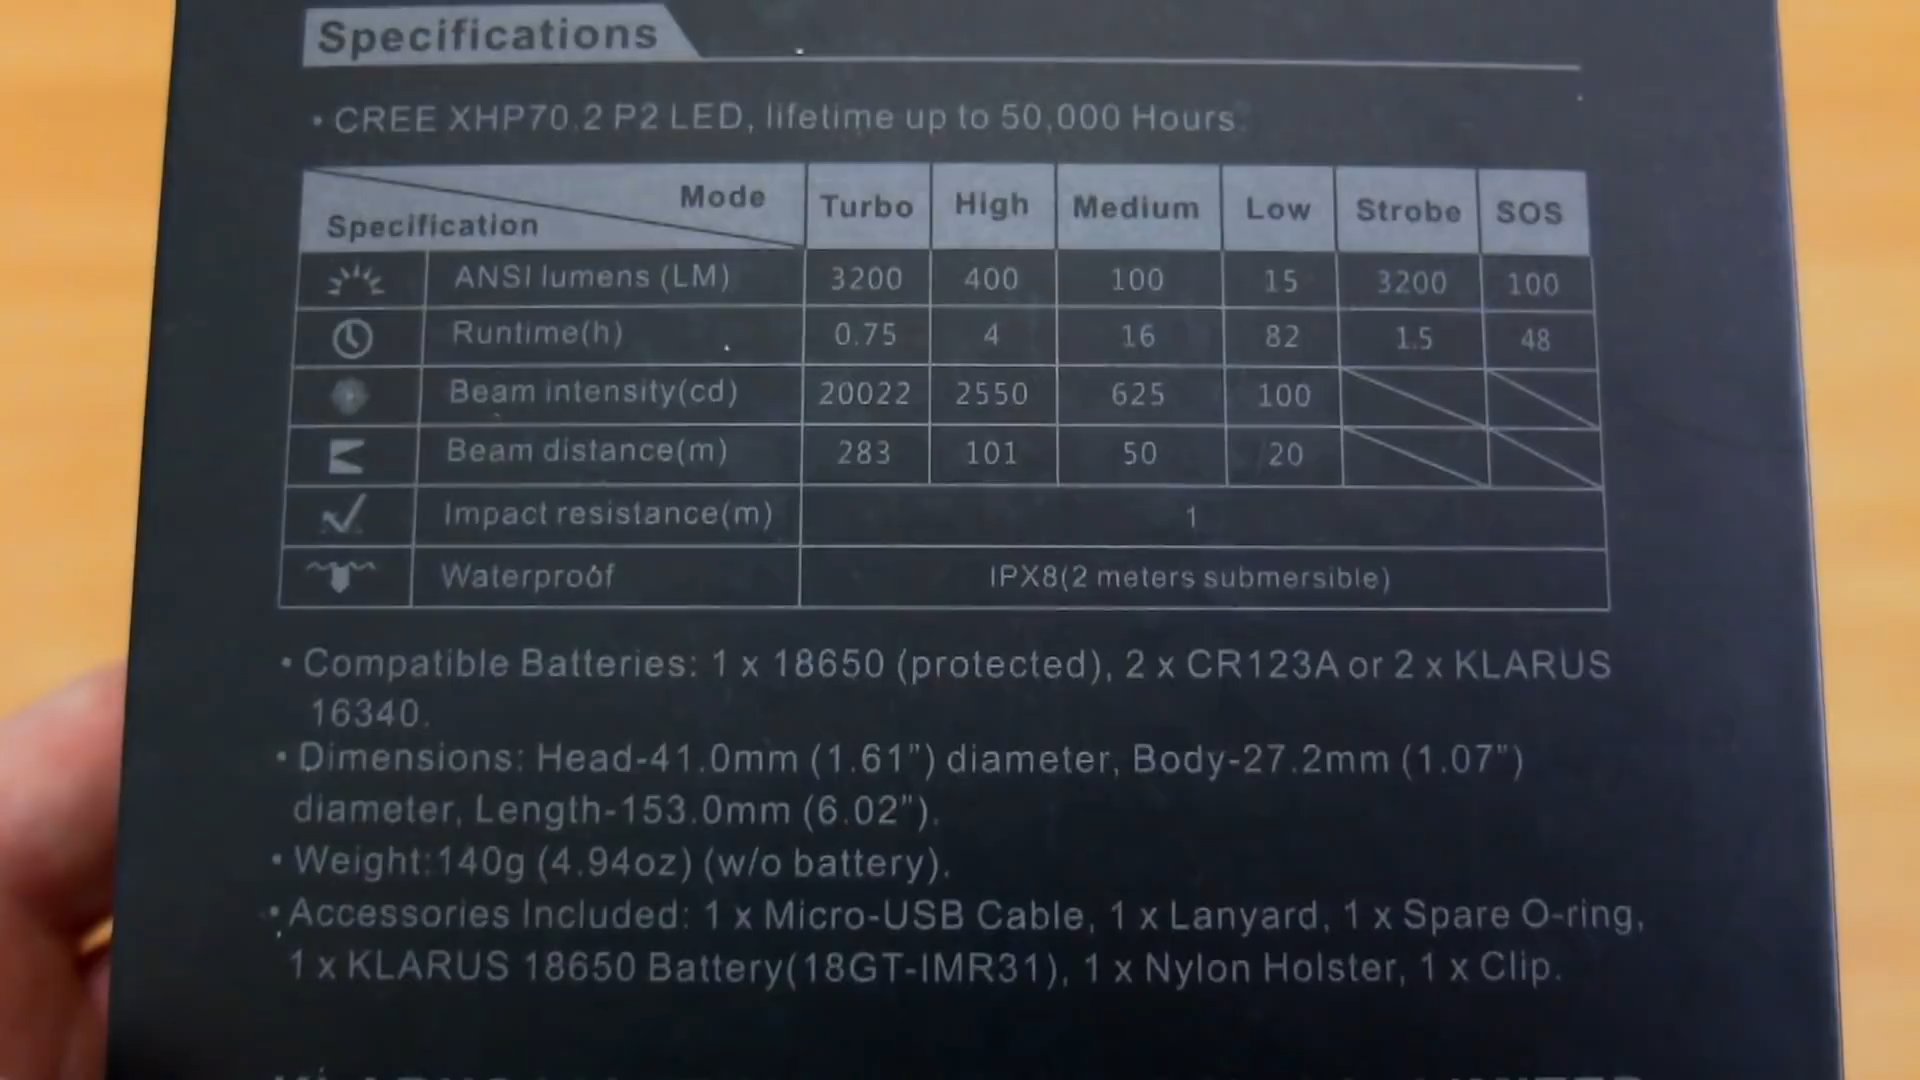 Specifications
• CREE XHP70.2 P2 LED, lifetime up to 50,000 Hours.
Mode Turbo High Medium Low Strobe SOS
Specification
ANSI lumens (LM) 3200 400 100 15 3200 100
Runtime(h) 0.75 4 16 82 1.5 48
Beam intensity(cd) 20022 2550 625 100
Beam distance(m) 283 101 50 20
Impact resistance(m) 1
Waterproof IPX8(2 meters submersible)
• Compatible Batteries: 1 x 18650 (protected), 2 x CR123A or 2 x KLARUS
16340.
• Dimensions: Head-41.0mm (1.61") diameter, Body-27.2mm (1.07")
diameter, Length-153.0mm (6.02").
• Weight:140g (4.94oz) (w/o battery).
• Accessories Included: 1 x Micro-USB Cable, 1 x Lanyard, 1 x Spare O-ring,
1 x KLARUS 18650 Battery(18GT-IMR31), 1 x Nylon Holster, 1 x Clip.